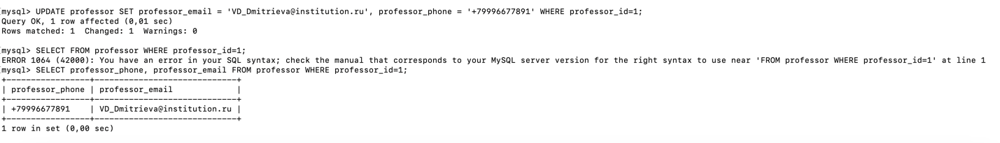 [mysql> UPDATE professor SET professor_email = 'VD_Dmitrieva@institution.ru', professor_phone = '+79996677891' WHERE professor_id=1;
Query OK, 1 row affected (0,01 sec)
Rows matched: 1  Changed: 1  Warnings: 0
[mysql> SELECT FROM professor WHERE professor_id=1;
ERROR 1064 (42000): You have an error in your SQL syntax; check the manual that corresponds to your MySQL server version for the right syntax to use near 'FROM professor WHERE professor_id=1' at line 1
[mysql> SELECT professor_phone, professor_email FROM professor WHERE professor_id=1;
+-----------------+-----------------------------+
| professor_phone | professor_email             |
+-----------------+-----------------------------+
| +79996677891    | VD_Dmitrieva@institution.ru |
+-----------------+-----------------------------+
1 row in set (0,00 sec)